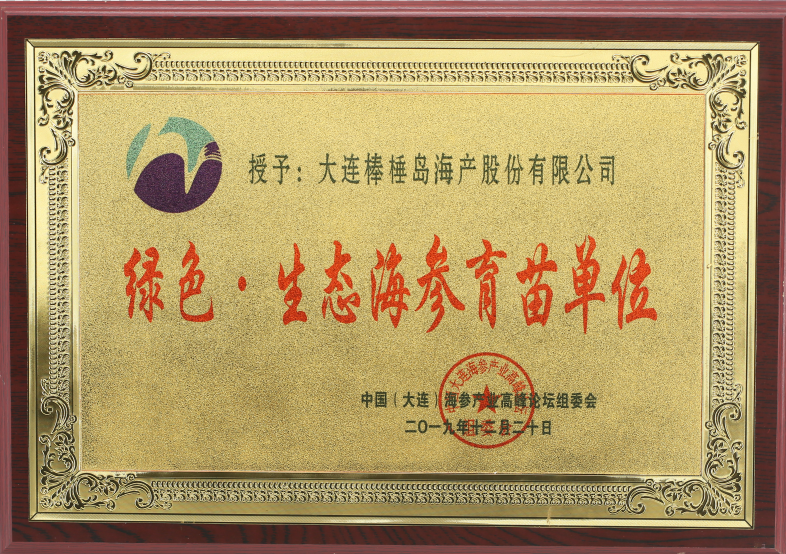 授予：大连棒棰岛海产股份有限公司
绿色·生态海参育苗单位
中国（大连）海参产业高峰论坛组委会
二〇一九年十二月二十日